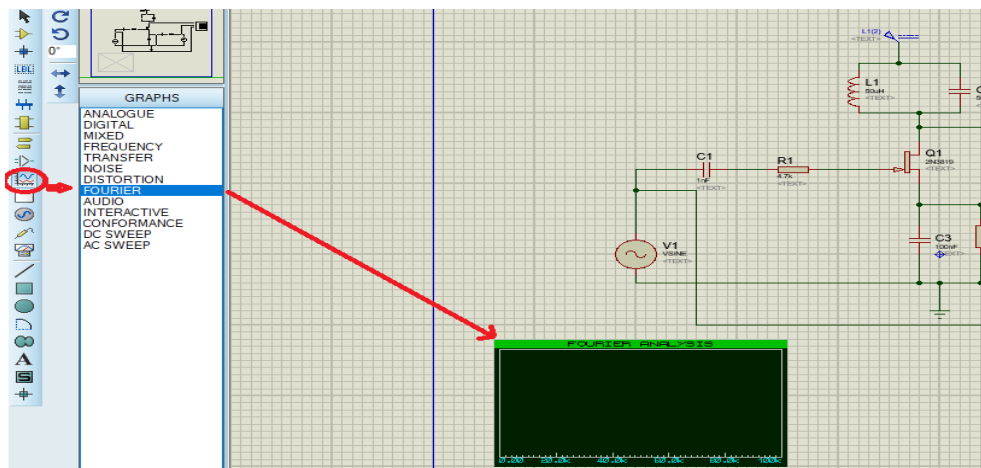 0°
LBL
GRAPHS
ANALOGUE
DIGITAL
MIXED
FREQUENCY
TRANSFER
NOISE
DISTORTION
FOURIER
AUDIO
INTERACTIVE
CONFORMANCE
DC SWEEP
AC SWEEP
A
S
L1(2)
<TEXT>
L1
50uH
<TEXT>
C1
1nF
<TEXT>
R1
4.7k
<TEXT>
Q1
2N3819
<TEXT>
V1
VSINE
<TEXT>
C3
100nF
<TEXT>
FOURIER ANALYSIS
0.00 20.0k 40.0k 60.0k 80.0k 100k